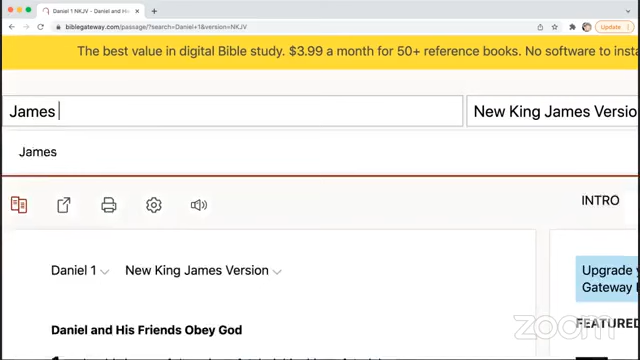 Daniel 1 NKJV - Daniel and His F
biblegateway.com/passage/?search=Daniel+1&version=NKJV
Update
The best value in digital Bible study. $3.99 a month for 50+ reference books. No software to insta
James
New King James Versio
James
INTRO
Daniel 1
New King James Version
Upgrade y
Gateway
FEATURED
Daniel and His Friends Obey God
zoom